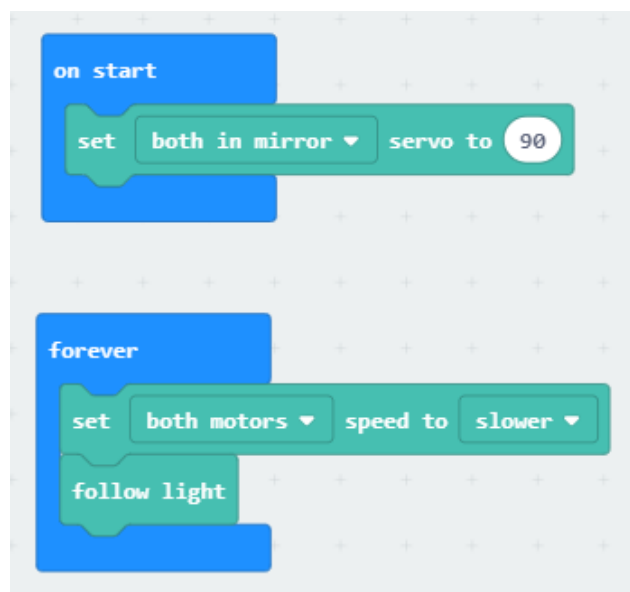 on start
set both in mirror servo to 90
forever
set both motors speed to slower
follow light